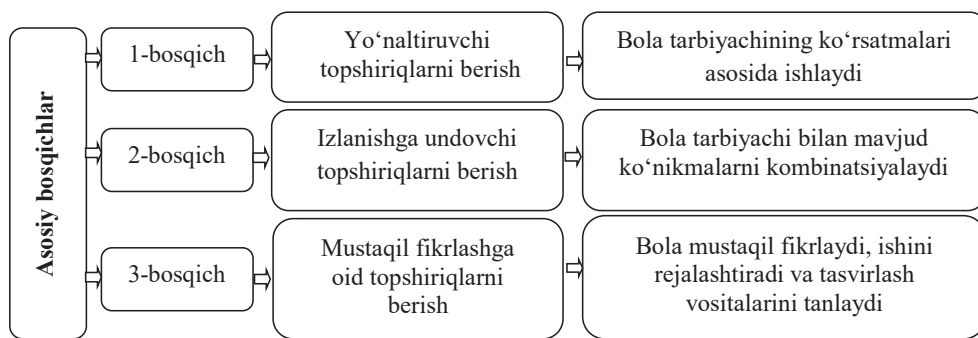 Asosiy bosqichlar
1-bosqich
Yo‘naltiruvchi
topshiriqlarni berish
Bola tarbiyachining ko‘rsatmalari
asosida ishlaydi
2-bosqich
Izlanishga undovchi
topshiriqlarni berish
Bola tarbiyachi bilan mavjud
ko‘nikmalarni kombinatsiyalaydi
3-bosqich
Mustaqil fikrlashga
oid topshiriqlarni
berish
Bola mustaqil fikrlaydi, ishini
rejalashtiradi va tasvirlash
vositalarini tanlaydi